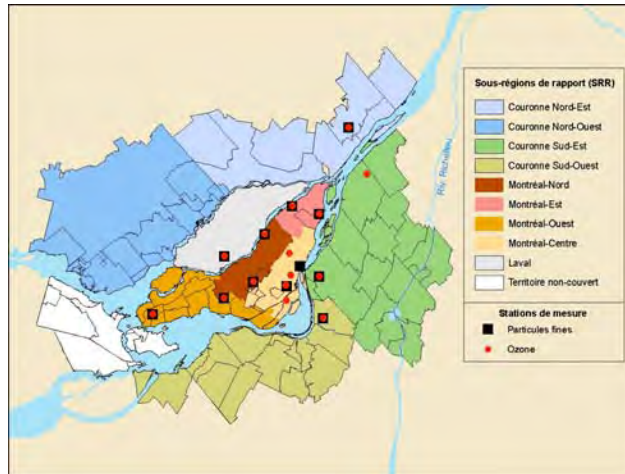 Riv. Richelieu
Sous-régions de rapport (SRR)
Couronne Nord-Est
Couronne Nord-Ouest
Couronne Sud-Est
Couronne Sud-Ouest
Montréal-Nord
Montréal-Est
Montréal-Ouest
Montréal-Centre
Laval
Territoire non-couvert
Stations de mesure
Particules fines
Ozone